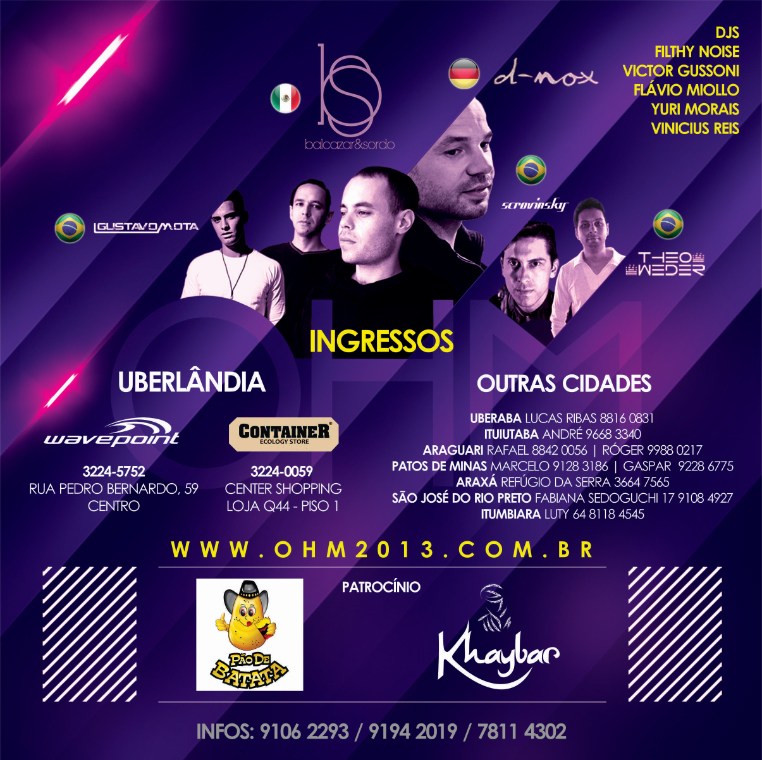 DJS
FILTHY NOISE
VICTOR GUSSONI
FLÁVIO MIOLLO
YURI MORAIS
VINICIUS REIS
bs
balcazar&sordo
d-nox
scrovinsky
GUSTAVOMOTA
THEO
WEDER
OHM
INGRESSOS
UBERLÂNDIA
wavepoint
3224-5752
RUA PEDRO BERNARDO, 59
CENTRO
CONTAINER
ECOLOGY STORE
3224-0059
CENTER SHOPPING
LOJA Q44 - PISO 1
OUTRAS CIDADES
UBERABA LUCAS RIBAS 8816 0831
ITUIUTABA ANDRÉ 9668 3340
ARAGUARI RAFAEL 8842 0056 | RÓGER 9988 0217
PATOS DE MINAS MARCELO 9128 3186 | GASPAR 9228 6775
ARAXÁ REFÚGIO DA SERRA 3664 7565
SÃO JOSÉ DO RIO PRETO FABIANA SEDOGUCHI 17 9108 4927
ITUMBIARA LUTY 64 8118 4545
WWW.OHM2013.COM.BR
PATROCÍNIO
PÃO DE
BATATA
Khaybar
INFOS: 9106 2293 / 9194 2019 / 7811 4302